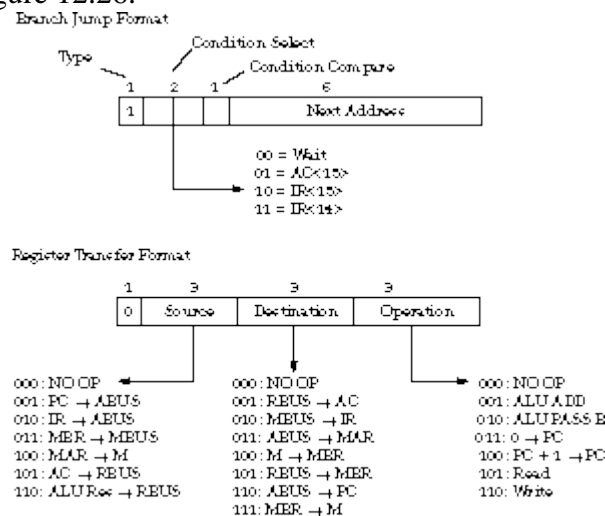 gure 12.28.
Branch Jump Format
Type
Condition Select
Condition Compare
1 2 1 6
1 Next Address
00 = Wait
01 = AC<15>
10 = IR<15>
11 = IR<14>
Register Transfer Format
1 3 3 3
0 Source Destination Operation
000: NO OP 000: NO OP 000: NO OP
001: PC → ABUS 001: RBUS → AC 001: ALU ADD
010: IR → ABUS 010: MBUS → IR 010: ALU PASS B
011: MBR → MBUS 011: ABUS → MAR 011: 0 → PC
100: MAR → M 100: M → MBR 100: PC + 1 → PC
101: AC → RBUS 101: RBUS → MBR 101: Read
110: ALU Res → RBUS 110: ABUS → PC 110: Write
111: MBR → M